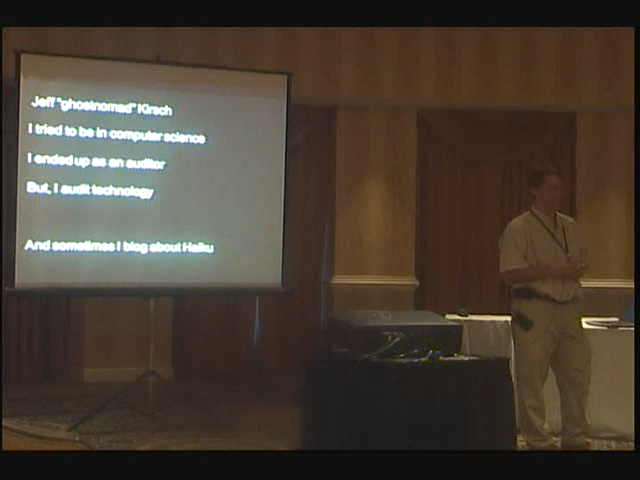 Jeff "ghostnomad" Kirsch
I tried to be in computer science
I ended up as an auditor
But, I audit technology
And sometimes I blog about Haiku